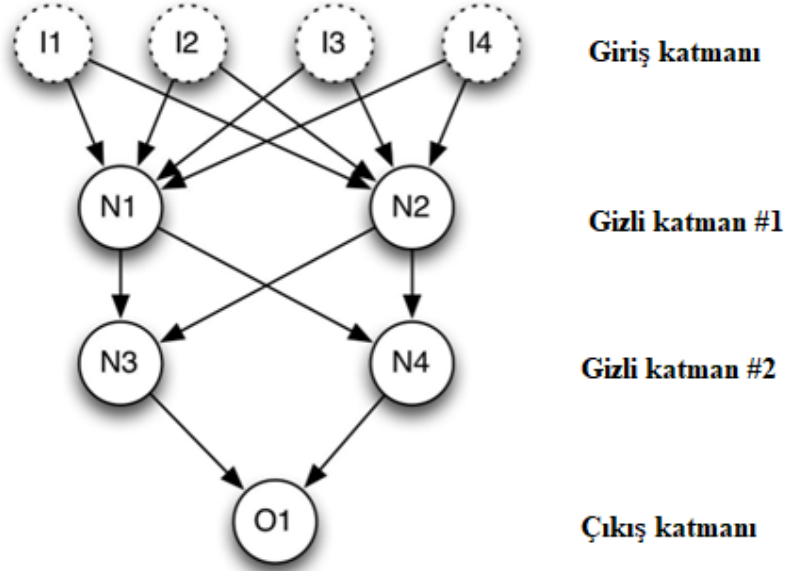 I1 I2 I3 I4 Giriş katmanı
N1 N2 Gizli katman #1
N3 N4 Gizli katman #2
O1 Çıkış katmanı